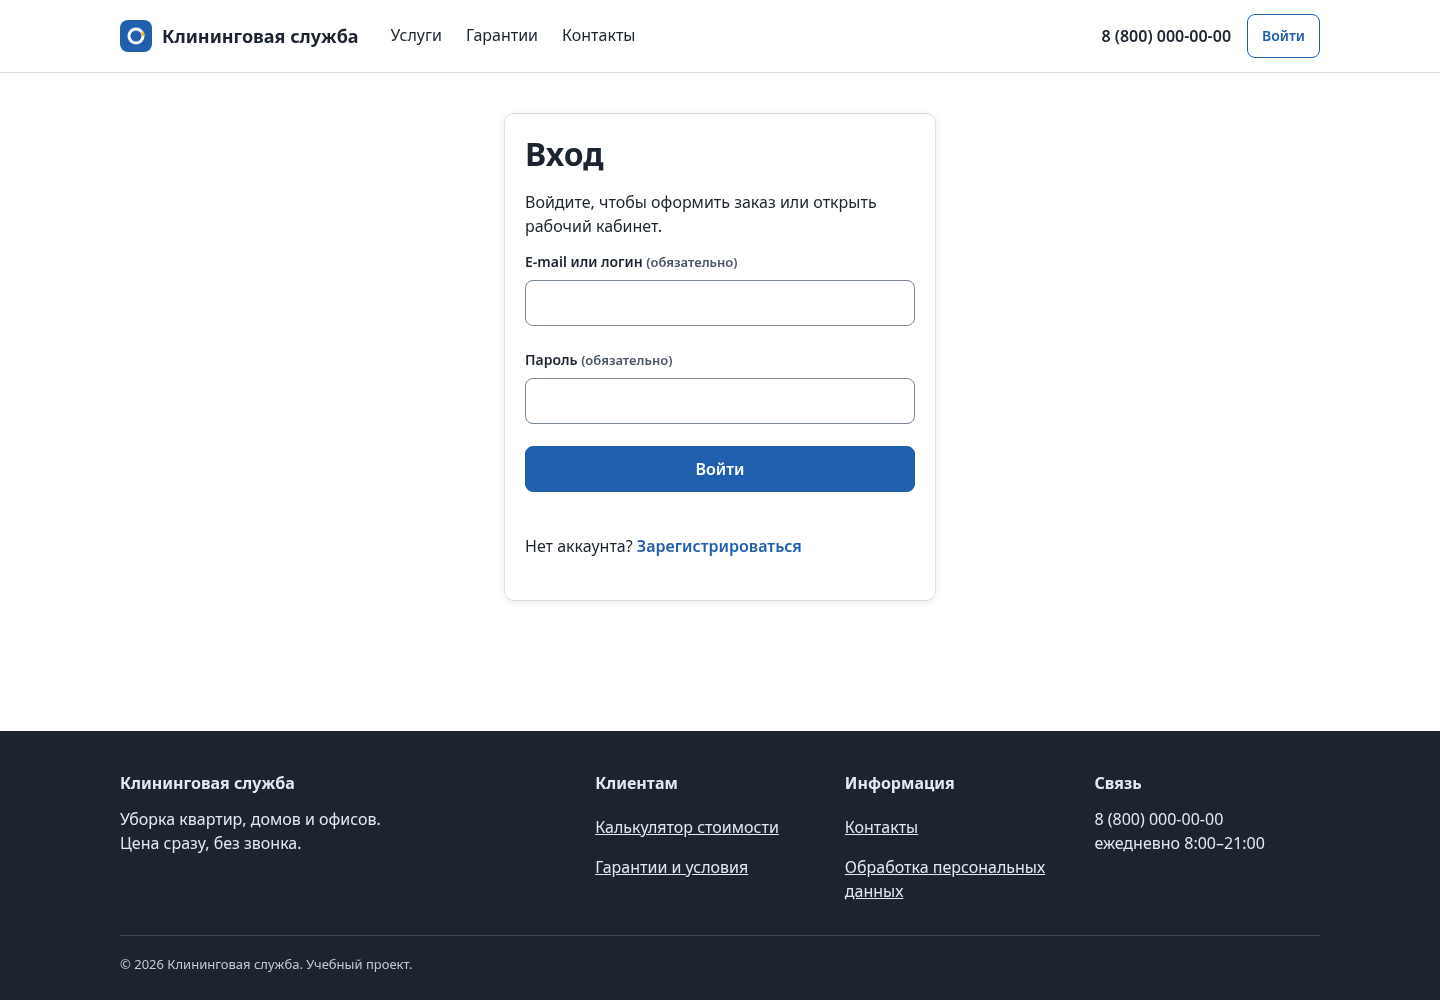 Клининговая служба
Услуги
Гарантии
Контакты
8 (800) 000-00-00
Войти
Вход
Войдите, чтобы оформить заказ или открыть
рабочий кабинет.
E-mail или логин (обязательно)
Пароль (обязательно)
Войти
Нет аккаунта? Зарегистрироваться
Клининговая служба
Уборка квартир, домов и офисов.
Цена сразу, без звонка.
Клиентам
Калькулятор стоимости
Гарантии и условия
Информация
Контакты
Обработка персональных
данных
Связь
8 (800) 000-00-00
ежедневно 8:00–21:00
© 2026 Клининговая служба. Учебный проект.